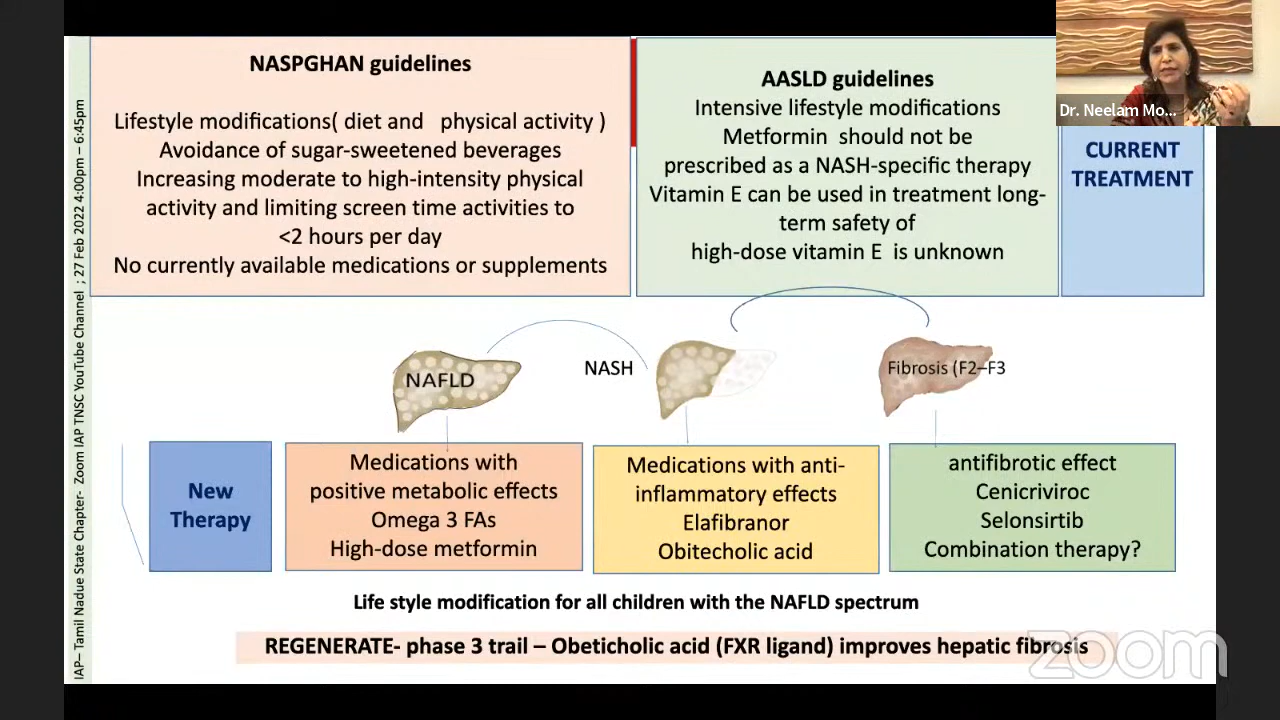 IAP– Tamil Nadue State Chapter- Zoom IAP TNSC YouTube Channel ; 27 Feb 2022 4:00pm – 6:45pm
NASPGHAN guidelines
Lifestyle modifications( diet and physical activity )
Avoidance of sugar-sweetened beverages
Increasing moderate to high-intensity physical
activity and limiting screen time activities to
<2 hours per day
No currently available medications or supplements
AASLD guidelines
Intensive lifestyle modifications
Metformin should not be
prescribed as a NASH-specific therapy
Vitamin E can be used in treatment long-
term safety of
high-dose vitamin E is unknown
Dr. Neelam Mo...
CURRENT
TREATMENT
NAFLD
NASH
Fibrosis (F2–F3
New
Therapy
Medications with
positive metabolic effects
Omega 3 FAs
High-dose metformin
Medications with anti-
inflammatory effects
Elafibranor
Obitecholic acid
antifibrotic effect
Cenicriviroc
Selonsirtib
Combination therapy?
Life style modification for all children with the NAFLD spectrum
REGENERATE- phase 3 trail – Obeticholic acid (FXR ligand) improves hepatic fibrosis
zoom